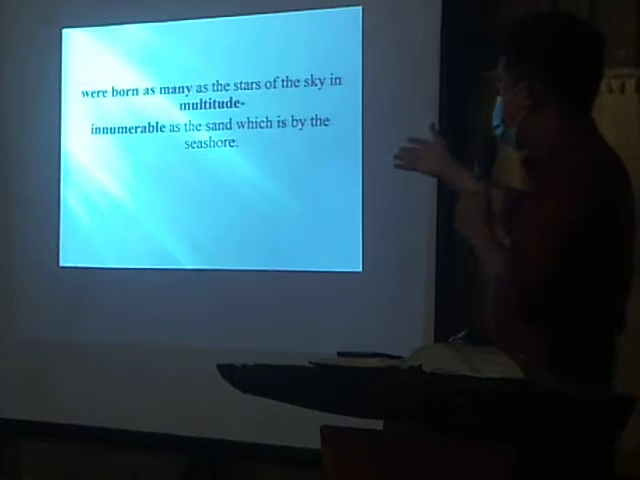 were born as many as the stars of the sky in
multitude-
innumerable as the sand which is by the
seashore.